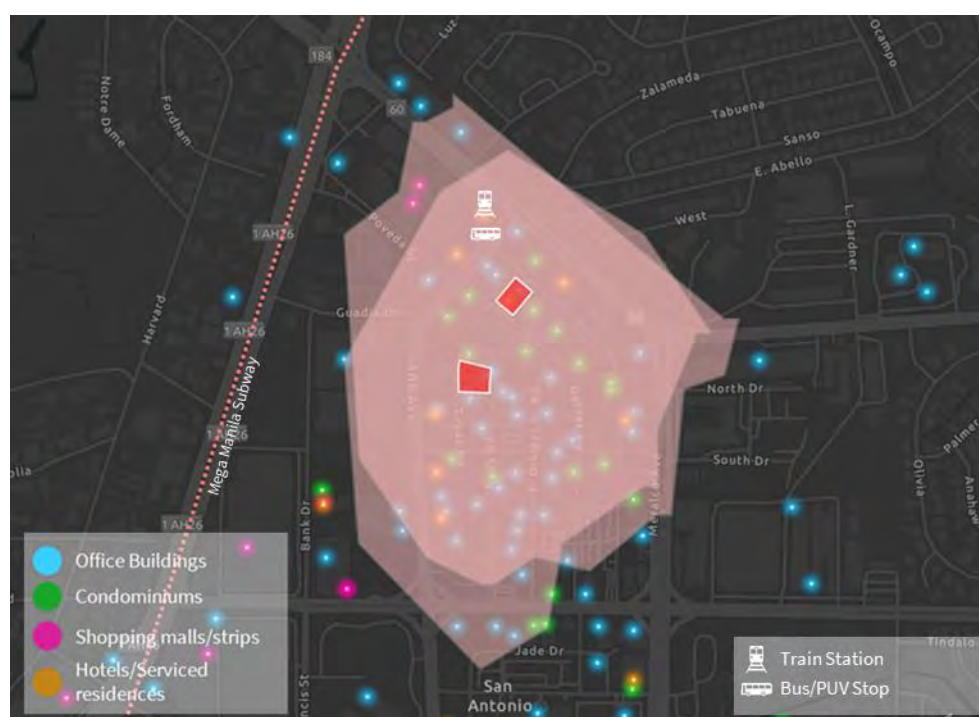 184
Luz
Ocampo
Zalameda
60
Tabuena
Notre Dame
Fordham
Sanso
E. Abello
West
L. Gardner
1 AH26
Poveda
Harvard
1 AH26
North Dr
Mega Manila Subway
1 AH26
South Dr
Olivia
Bank Dr
1 AH26
Office Buildings
Condominiums
Shopping malls/strips
Hotels/Serviced
residences
Jade Dr
San
Antonio
Train Station
Bus/PUV Stop